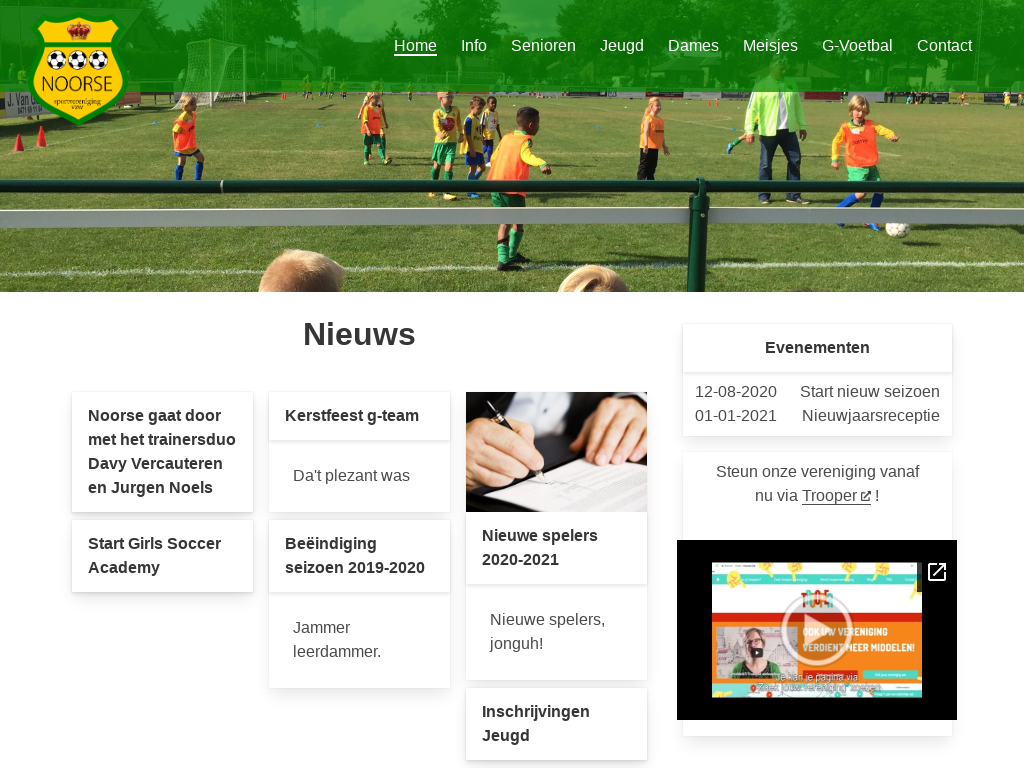 NOORSE
sportvereniging
vzw
Home Info Senioren Jeugd Dames Meisjes G-Voetbal Contact
Nieuws
Noorse gaat door
met het trainersduo
Davy Vercauteren
en Jurgen Noels
Start Girls Soccer
Academy
Kerstfeest g-team
Da't plezant was
Beëindiging
seizoen 2019-2020
Jammer
leerdammer.
Nieuwe spelers
2020-2021
Nieuwe spelers,
jonguh!
Inschrijvingen
Jeugd
Evenementen
12-08-2020 Start nieuw seizoen
01-01-2021 Nieuwjaarsreceptie
Steun onze vereniging vanaf
nu via Trooper !
OOK UW VERENIGING
VERDIENT MEER MIDDELEN!